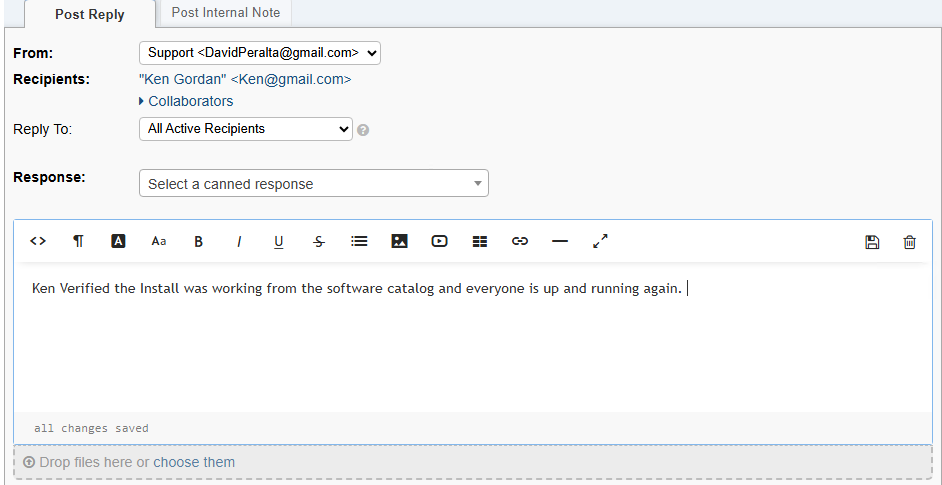 Post Reply Post Internal Note
From: Support <DavidPeralta@gmail.com>
Recipients: "Ken Gordan" <Ken@gmail.com>
Collaborators
Reply To: All Active Recipients ?
Response: Select a canned response
<> ¶ A Aa B I U S
Ken Verified the Install was working from the software catalog and everyone is up and running again.
all changes saved
Drop files here or choose them